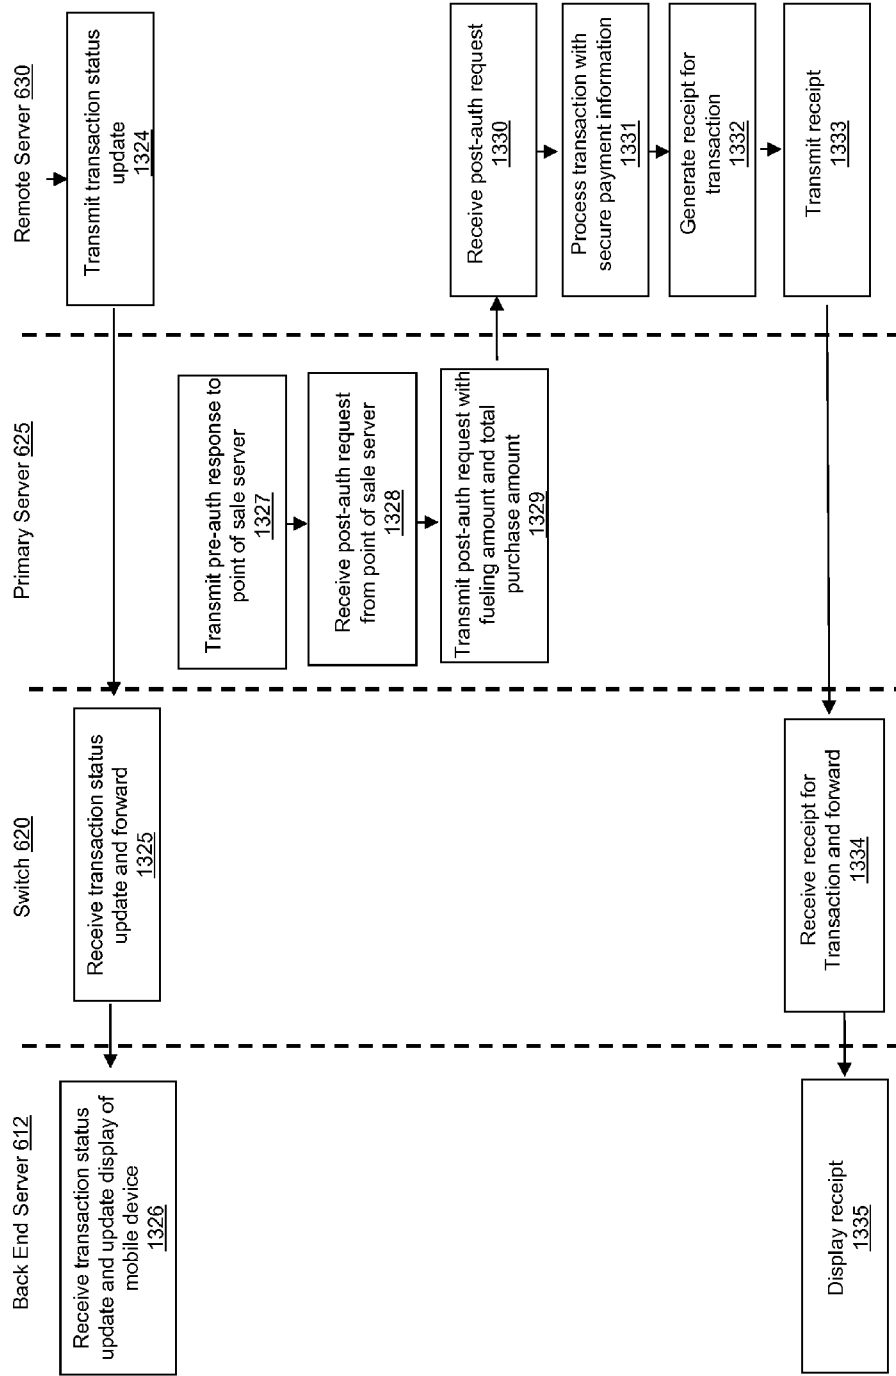 Back End Server 612
Switch 620
Primary Server 625
Remote Server 630
Transmit transaction status
update
1324
Receive transaction status
update and forward
1325
Receive transaction status
update and update display of
mobile device
1326
Transmit pre-auth response to
point of sale server
1327
Receive post-auth request
from point of sale server
1328
Transmit post-auth request with
fueling amount and total
purchase amount
1329
Receive post-auth request
1330
Process transaction with
secure payment information
1331
Generate receipt for
transaction
1332
Transmit receipt
1333
Receive receipt for
Transaction and forward
1334
Display receipt
1335